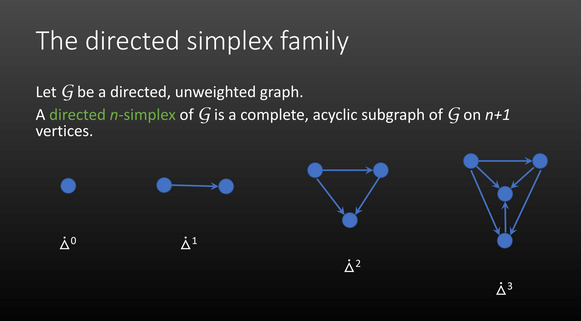 The directed simplex family
Let 𝒢 be a directed, unweighted graph.
A directed n-simplex of 𝒢 is a complete, acyclic subgraph of 𝒢 on n+1
vertices.
Δ̇⁰
Δ̇¹
Δ̇²
Δ̇³